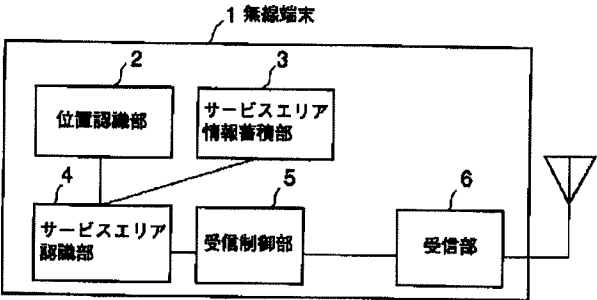 1 無線端末
2
3
位置認識部
サービスエリア
情報蓄積部
4
5
6
サービスエリア
認識部
受信制御部
受信部